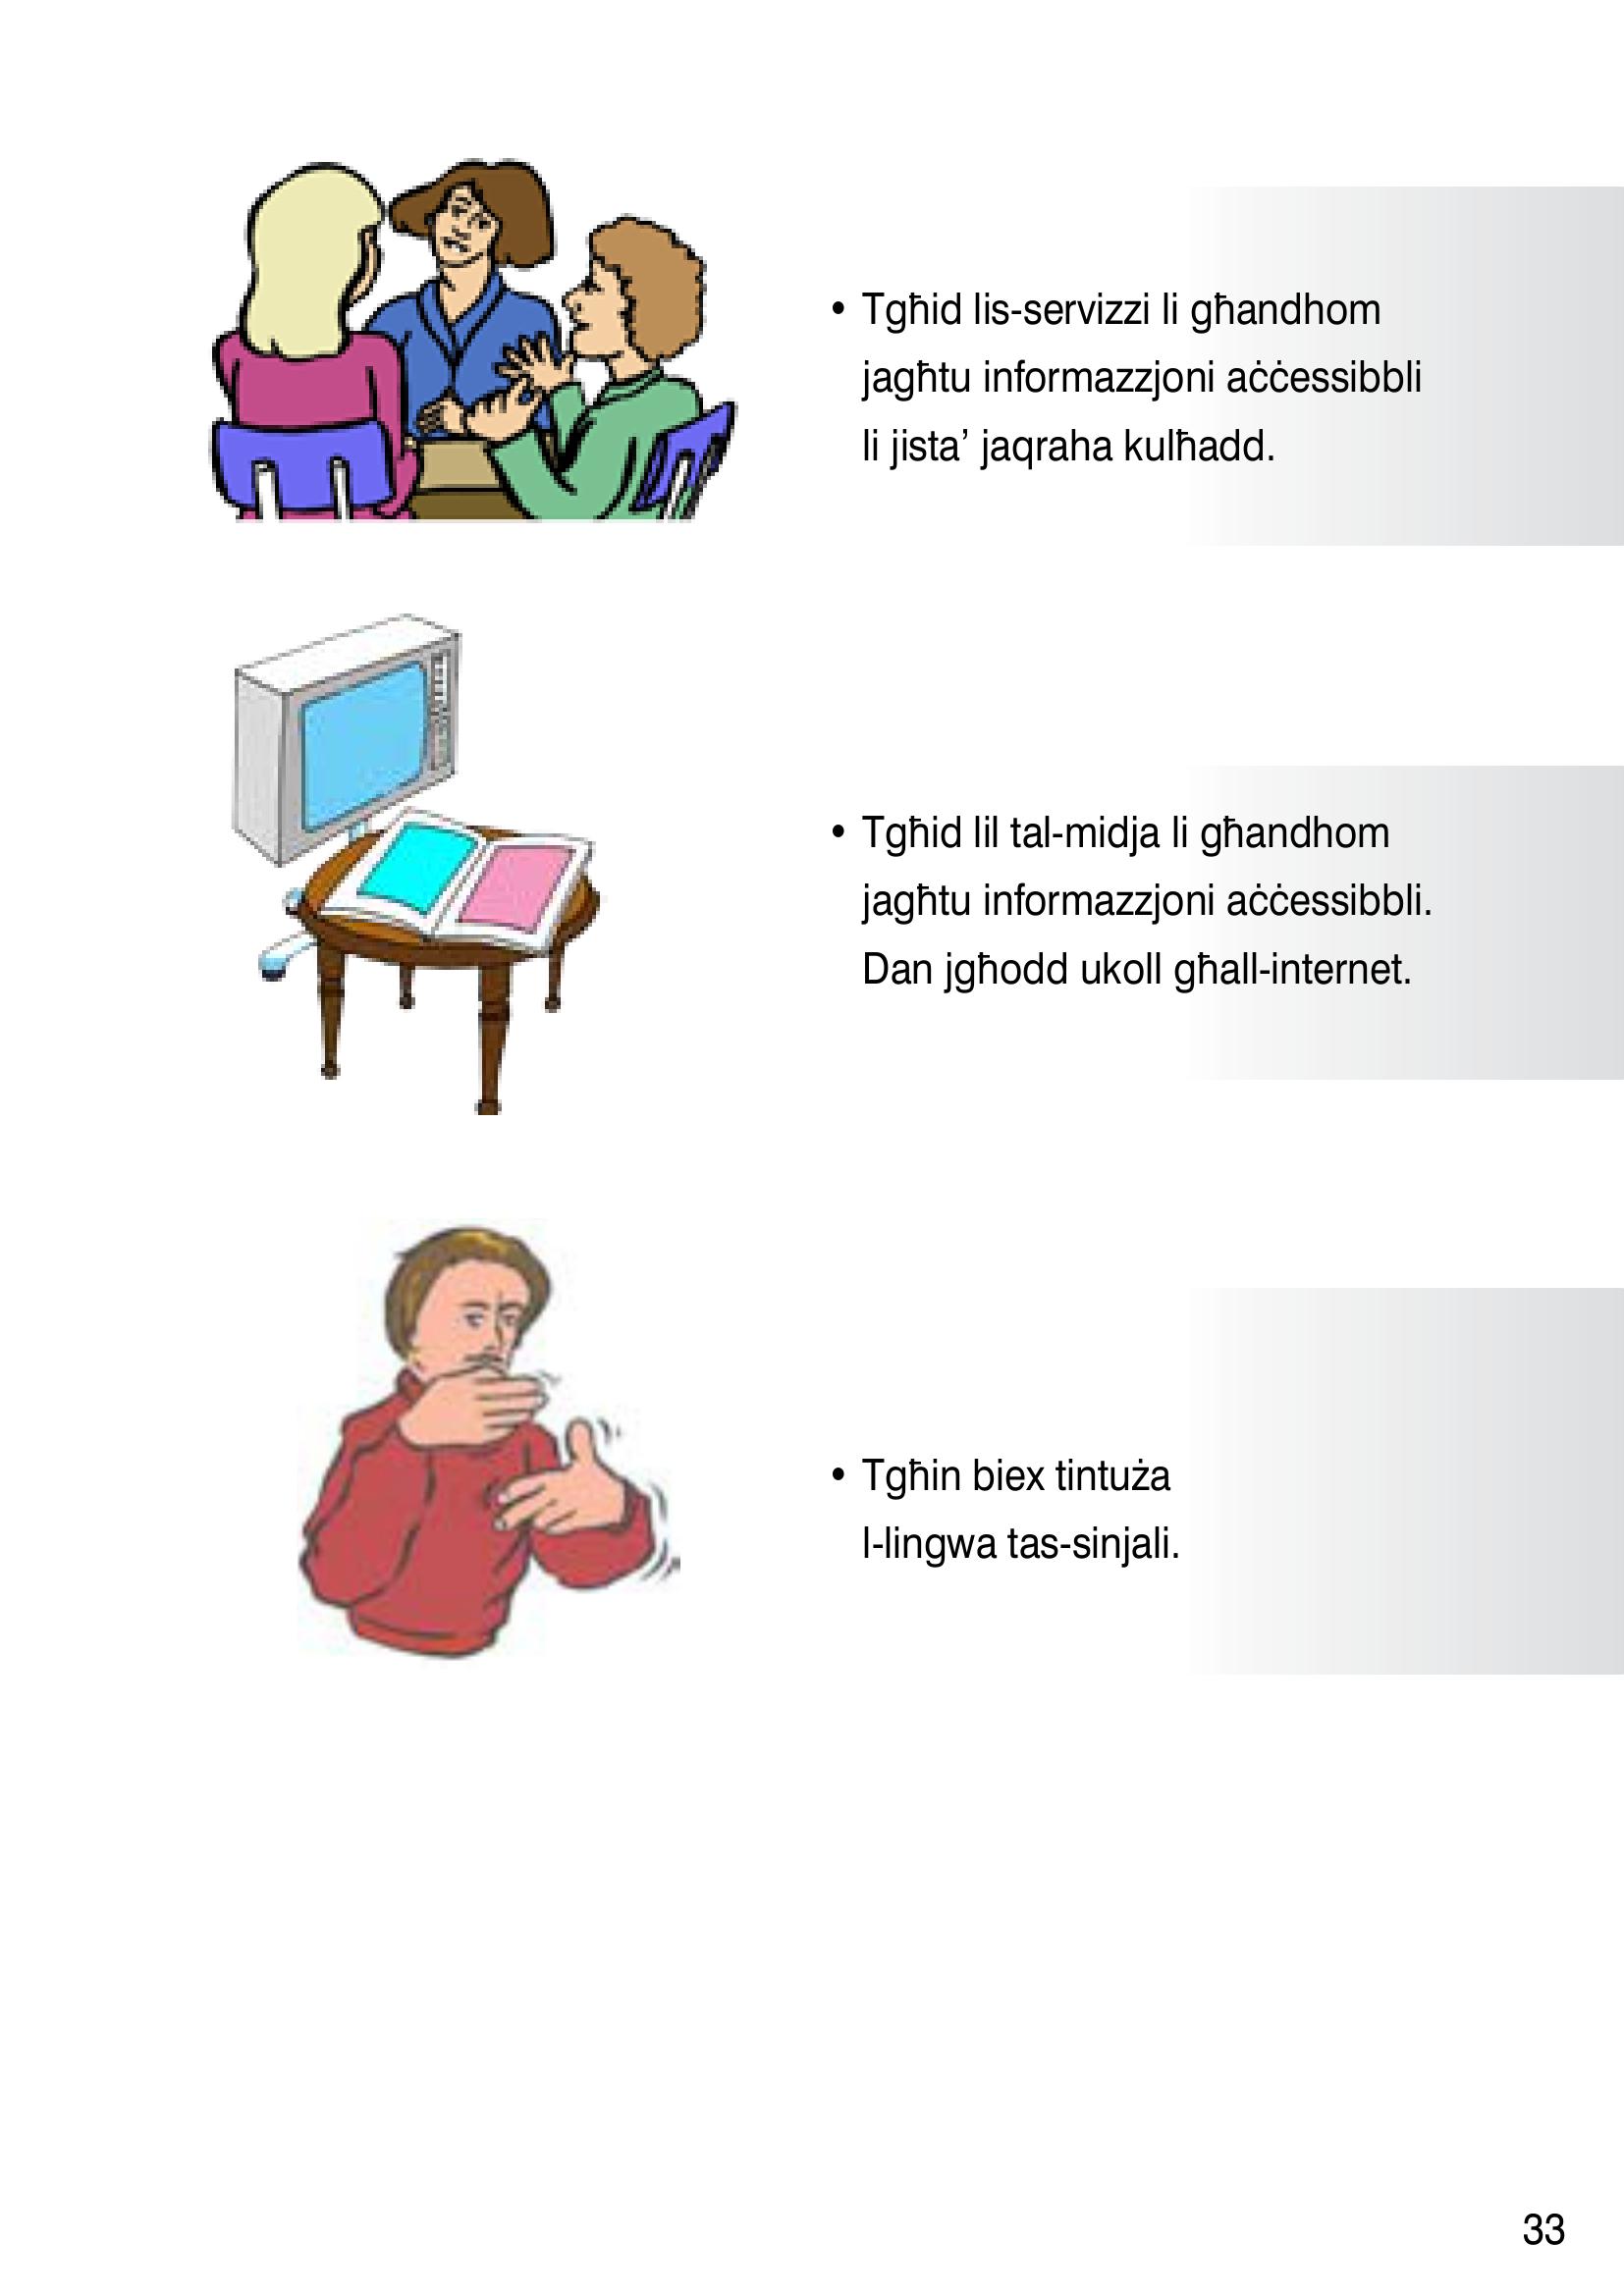 • Tgħid lis-servizzi li għandhom
jagħtu informazzjoni aċċessibbli
li jista’ jaqraha kulħadd.
• Tgħid lil tal-midja li għandhom
jagħtu informazzjoni aċċessibbli.
Dan jgħodd ukoll għall-internet.
• Tgħin biex tintuża
l-lingwa tas-sinjali.
33